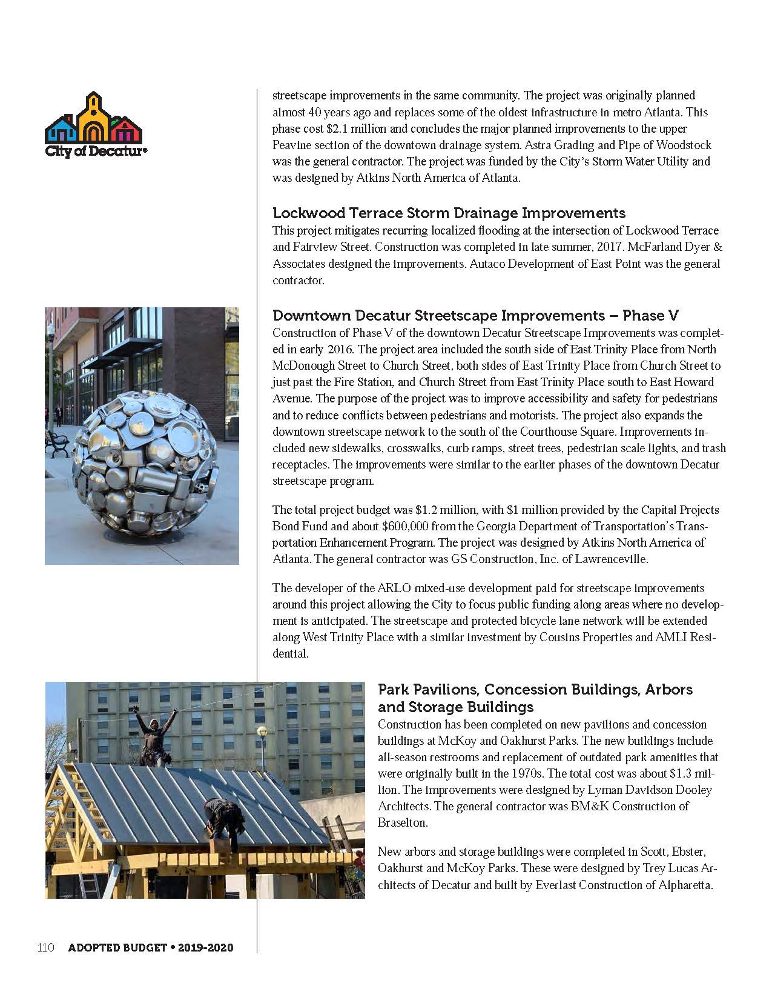 City of Decatur®
streetscape improvements in the same community. The project was originally planned
almost 40 years ago and replaces some of the oldest infrastructure in metro Atlanta. This
phase cost $2.1 million and concludes the major planned improvements to the upper
Peavine section of the downtown drainage system. Astra Grading and Pipe of Woodstock
was the general contractor. The project was funded by the City’s Storm Water Utility and
was designed by Atkins North America of Atlanta.
Lockwood Terrace Storm Drainage Improvements
This project mitigates recurring localized flooding at the intersection of Lockwood Terrace
and Fairview Street. Construction was completed in late summer, 2017. McFarland Dyer &
Associates designed the improvements. Autaco Development of East Point was the general
contractor.
Downtown Decatur Streetscape Improvements – Phase V
Construction of Phase V of the downtown Decatur Streetscape Improvements was complet-
ed in early 2016. The project area included the south side of East Trinity Place from North
McDonough Street to Church Street, both sides of East Trinity Place from Church Street to
just past the Fire Station, and Church Street from East Trinity Place south to East Howard
Avenue. The purpose of the project was to improve accessibility and safety for pedestrians
and to reduce conflicts between pedestrians and motorists. The project also expands the
downtown streetscape network to the south of the Courthouse Square. Improvements in-
cluded new sidewalks, crosswalks, curb ramps, street trees, pedestrian scale lights, and trash
receptacles. The improvements were similar to the earlier phases of the downtown Decatur
streetscape program.
The total project budget was $1.2 million, with $1 million provided by the Capital Projects
Bond Fund and about $600,000 from the Georgia Department of Transportation’s Trans-
portation Enhancement Program. The project was designed by Atkins North America of
Atlanta. The general contractor was GS Construction, Inc. of Lawrenceville.
The developer of the ARLO mixed-use development paid for streetscape improvements
around this project allowing the City to focus public funding along areas where no develop-
ment is anticipated. The streetscape and protected bicycle lane network will be extended
along West Trinity Place with a similar investment by Cousins Properties and AMLI Resi-
dential.
Park Pavilions, Concession Buildings, Arbors
and Storage Buildings
Construction has been completed on new pavilions and concession
buildings at McKoy and Oakhurst Parks. The new buildings include
all-season restrooms and replacement of outdated park amenities that
were originally built in the 1970s. The total cost was about $1.3 mil-
lion. The improvements were designed by Lyman Davidson Dooley
Architects. The general contractor was BM&K Construction of
Braselton.
New arbors and storage buildings were completed in Scott, Ebster,
Oakhurst and McKoy Parks. These were designed by Trey Lucas Ar-
chitects of Decatur and built by Everlast Construction of Alpharetta.
110 ADOPTED BUDGET • 2019-2020